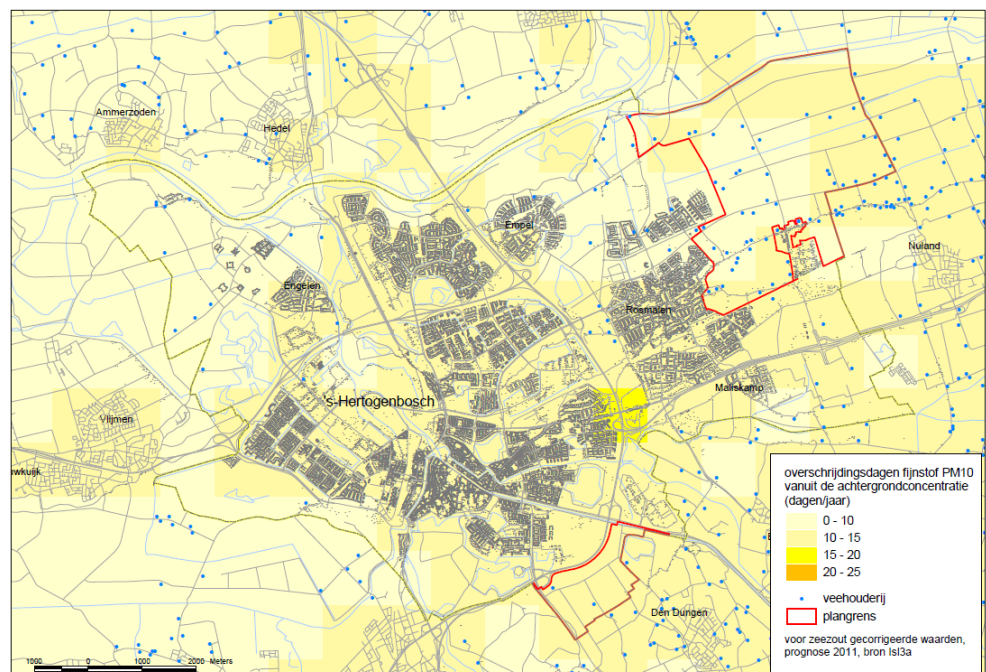 Ammerzoden
Hedel
Empel
Nuland
Engelen
Rosmalen
Maliskamp
's-Hertogenbosch
Vlijmen
wkuijk
overschrijdingsdagen fijnstof PM10
vanuit de achtergrondconcentratie
(dagen/jaar)
0 - 10
10 - 15
15 - 20
20 - 25
veehouderij
plangrens
voor zeezout gecorrigeerde waarden,
prognose 2011, bron Isl3a
Den Dungen
1000 0 1000 2000 Meters